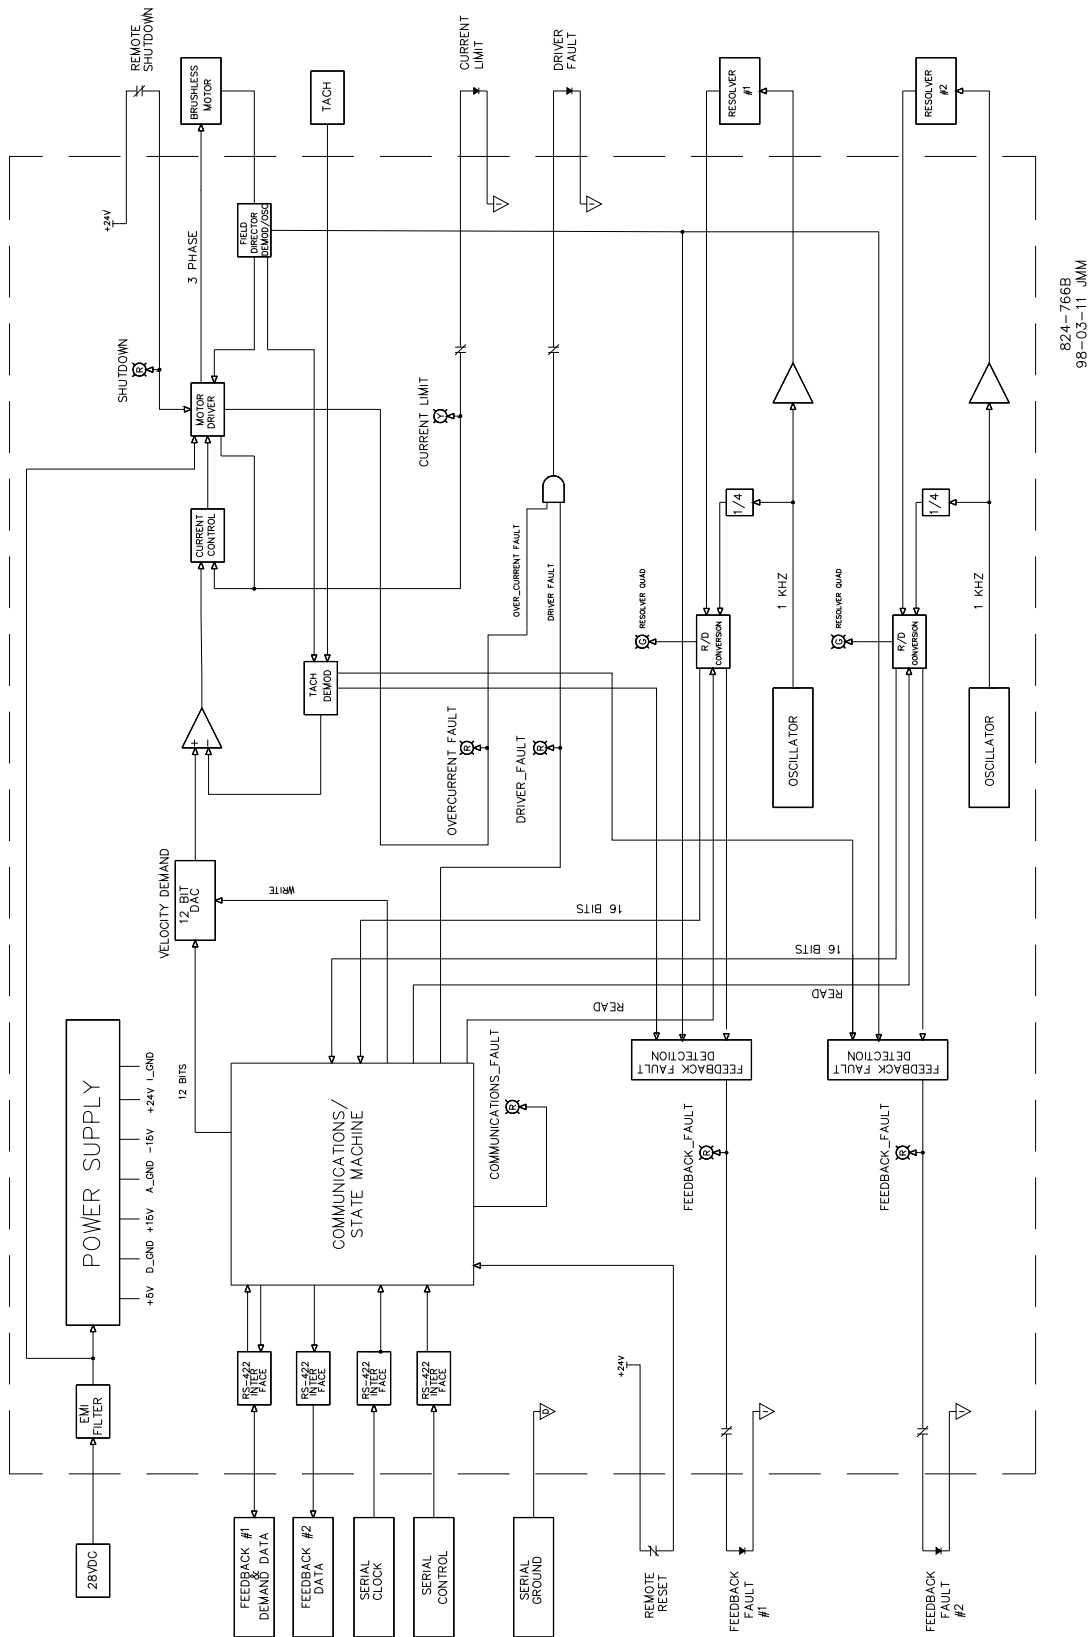 28VDC
EMI
FILTER
POWER SUPPLY
+5V
D_GND
+15V
A_GND
-15V
+24V
I_GND
+24V
REMOTE
SHUTDOWN
SHUTDOWN
R
VELOCITY DEMAND
12 BIT
DAC
12 BITS
WRITE
+
-
CURRENT
CONTROL
MOTOR
DRIVER
3 PHASE
BRUSHLESS
MOTOR
FIELD
DIRECTOR
DEMOD/OSC
TACH
DEMOD
TACH
FEEDBACK #1
&
DEMAND DATA
RS-422
INTER
FACE
FEEDBACK #2
DATA
RS-422
INTER
FACE
SERIAL
CLOCK
RS-422
INTER
FACE
SERIAL
CONTROL
RS-422
INTER
FACE
COMMUNICATIONS/
STATE MACHINE
SERIAL
GROUND
D
COMMUNICATIONS_FAULT
R
OVERCURRENT FAULT
R
DRIVER_FAULT
R
OVER_CURRENT FAULT
DRIVER FAULT
CURRENT LIMIT
Y
CURRENT
LIMIT
I
DRIVER
FAULT
I
REMOTE
RESET
+24V
16 BITS
READ
FEEDBACK FAULT
DETECTION
FEEDBACK_FAULT
R
FEEDBACK
FAULT
#1
I
RESOLVER QUAD
G
R/D
CONVERSION
1/4
RESOLVER
#1
OSCILLATOR
1 KHZ
16 BITS
READ
FEEDBACK FAULT
DETECTION
FEEDBACK_FAULT
R
FEEDBACK
FAULT
#2
I
RESOLVER QUAD
G
R/D
CONVERSION
1/4
RESOLVER
#2
OSCILLATOR
1 KHZ
824-766B
98-03-11 JMM